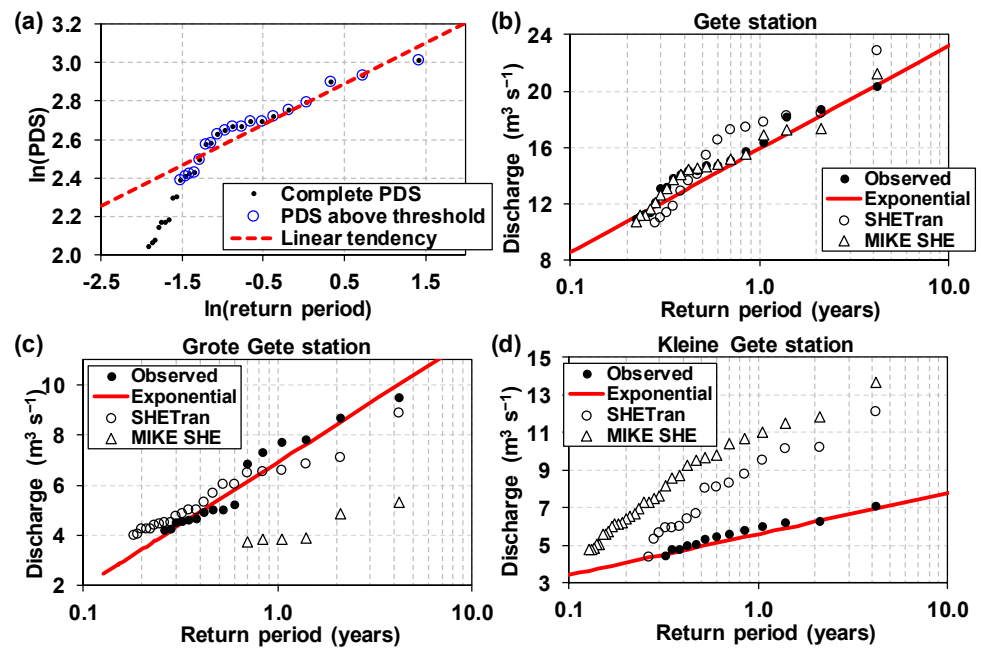 (a)
3.2
3.0
2.8
2.6
2.4
2.2
2.0
ln(PDS)
Complete PDS
PDS above threshold
Linear tendency
-2.5 -1.5 -0.5 0.5 1.5
ln(return period)
(b) Gete station
24
20
16
12
8
Discharge (m³ s⁻¹)
Observed
Exponential
SHETran
MIKE SHE
0.1 1.0 10.0
Return period (years)
(c) Grote Gete station
10
8
6
4
2
Discharge (m³ s⁻¹)
Observed
Exponential
SHETran
MIKE SHE
0.1 1.0 10.0
Return period (years)
(d) Kleine Gete station
15
13
11
9
7
5
3
Discharge (m³ s⁻¹)
Observed
Exponential
SHETran
MIKE SHE
0.1 1.0 10.0
Return period (years)